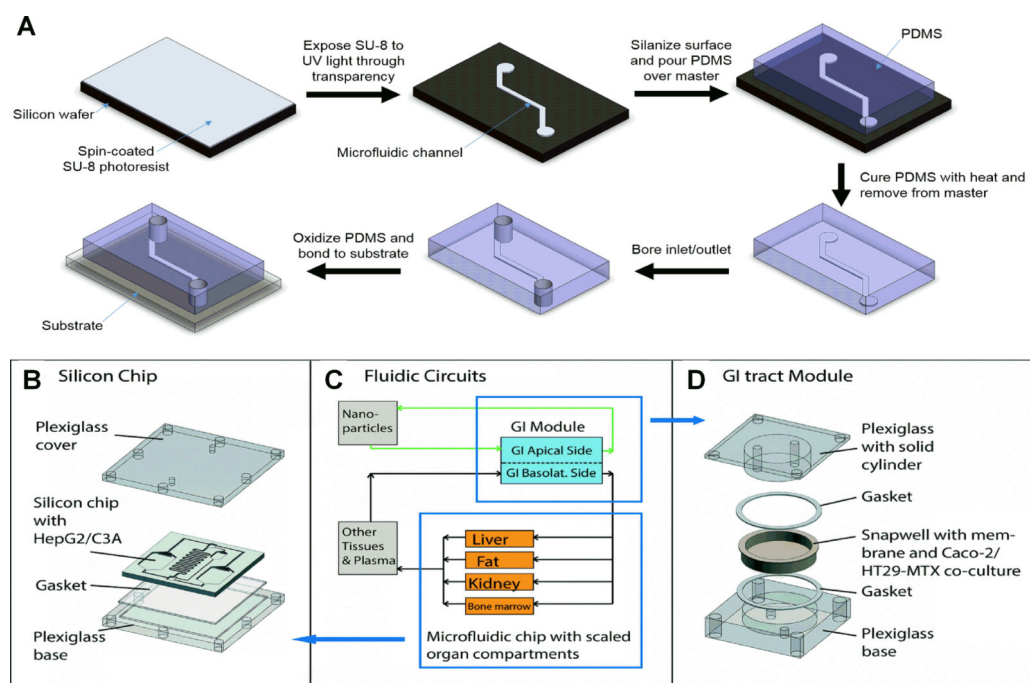 A
Expose SU-8 to
UV light through
transparency
Silanize surface
and pour PDMS
over master
PDMS
Silicon wafer
Spin-coated
SU-8 photoresist
Microfluidic channel
Cure PDMS with heat and
remove from master
Oxidize PDMS and
bond to substrate
Bore inlet/outlet
Substrate
B
Silicon Chip
Plexiglass
cover
Silicon chip
with
HepG2/C3A
Gasket
Plexiglass
base
C
Fluidic Circuits
Nano-
particles
GI Module
GI Apical Side
GI Basolat. Side
Other
Tissues
& Plasma
Liver
Fat
Kidney
Bone marrow
Microfluidic chip with scaled
organ compartments
D
GI tract Module
Plexiglass
with solid
cylinder
Gasket
Snapwell with mem-
brane and Caco-2/
HT29-MTX co-culture
Gasket
Plexiglass
base